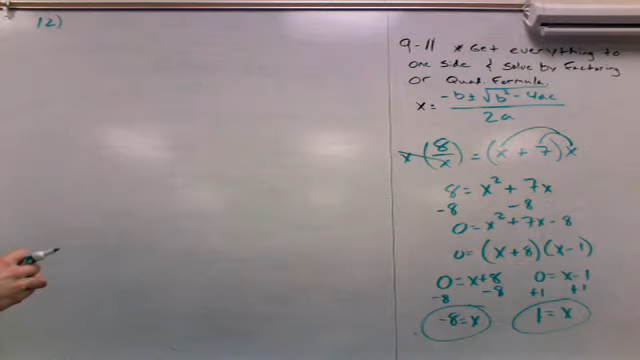 12)
9-11 * Get everything to
one side & solve by factoring
or Quad. Formula
x = -b ± √b² - 4ac / 2a
x(8/x) = (x + 7)x
8 = x² + 7x
-8 -8
0 = x² + 7x - 8
0 = (x + 8)(x - 1)
0 = x + 8 0 = x - 1
-8 -8 +1 +1
-8 = x 1 = x